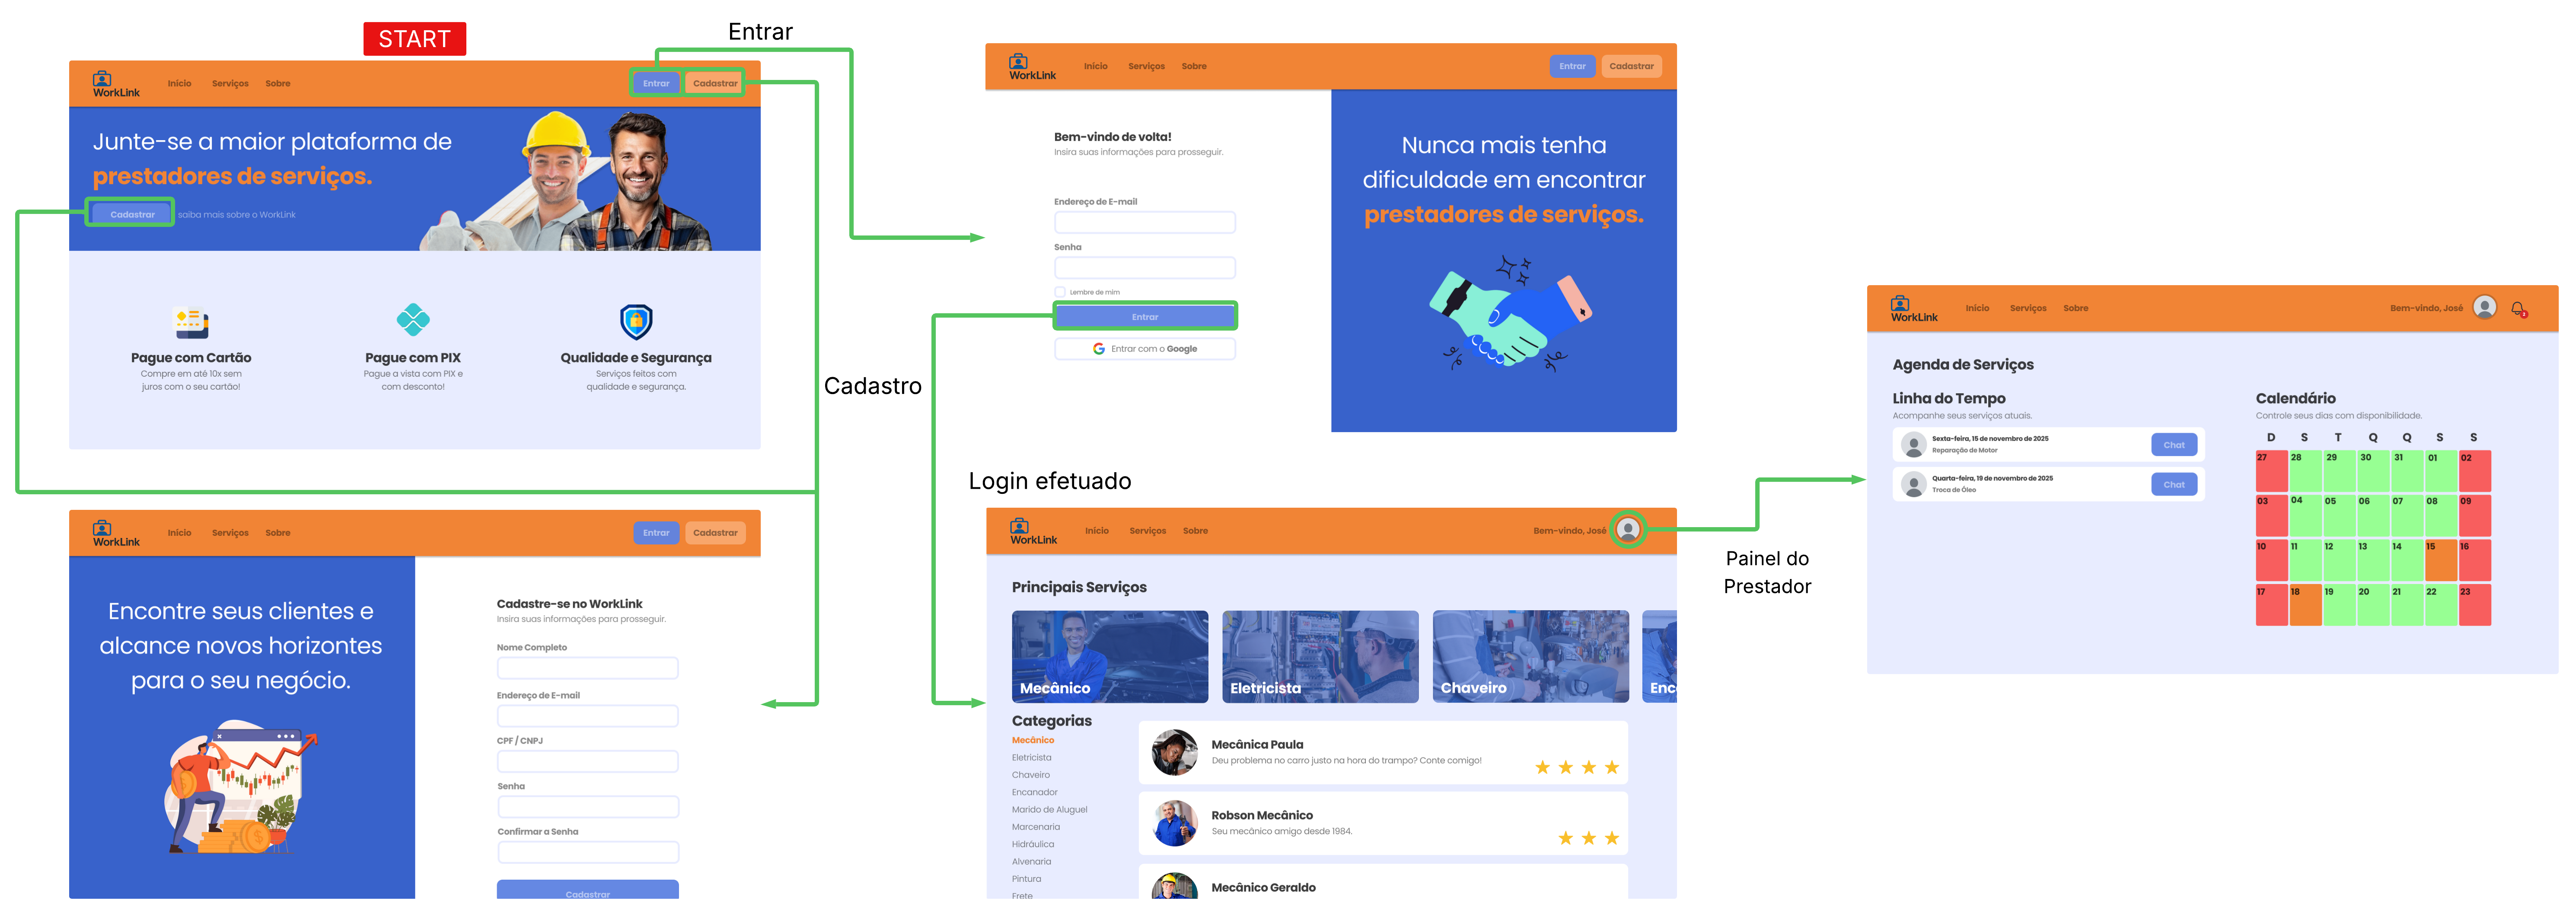 START
Entrar
WorkLink
Início Serviços Sobre
Entrar Cadastrar
Junte-se a maior plataforma de
prestadores de serviços.
Cadastrar saiba mais sobre o WorkLink
Pague com Cartão
Compre em até 10x sem
juros com o seu cartão!
Pague com PIX
Pague a vista com PIX e
com desconto!
Qualidade e Segurança
Serviços feitos com
qualidade e segurança.
Cadastro
WorkLink
Início Serviços Sobre
Entrar Cadastrar
Encontre seus clientes e
alcance novos horizontes
para o seu negócio.
Cadastre-se no WorkLink
Insira suas informações para prosseguir.
Nome Completo
Endereço de E-mail
CPF / CNPJ
Senha
Confirmar a Senha
Cadastrar
WorkLink
Início Serviços Sobre
Entrar Cadastrar
Bem-vindo de volta!
Insira suas informações para prosseguir.
Endereço de E-mail
Senha
Lembre de mim
Entrar
Entrar com o Google
Nunca mais tenha
dificuldade em encontrar
prestadores de serviços.
Login efetuado
WorkLink
Início Serviços Sobre
Bem-vindo, José
Principais Serviços
Mecânico
Eletricista
Chaveiro
Enc
Categorias
Mecânico
Eletricista
Chaveiro
Encanador
Marido de Aluguel
Marcenaria
Hidráulica
Alvenaria
Pintura
Frete
Mecânica Paula
Deu problema no carro justo na hora do trampo? Conte comigo!
Robson Mecânico
Seu mecânico amigo desde 1984.
Mecânico Geraldo
Painel do
Prestador
WorkLink
Início Serviços Sobre
Bem-vindo, José
Agenda de Serviços
Linha do Tempo
Acompanhe seus serviços atuais.
Sexta-feira, 15 de novembro de 2025
Reparação de Motor
Chat
Quarta-feira, 19 de novembro de 2025
Troca de Óleo
Chat
Calendário
Controle seus dias com disponibilidade.
D S T Q Q S S
27 28 29 30 31 01 02
03 04 05 06 07 08 09
10 11 12 13 14 15 16
17 18 19 20 21 22 23